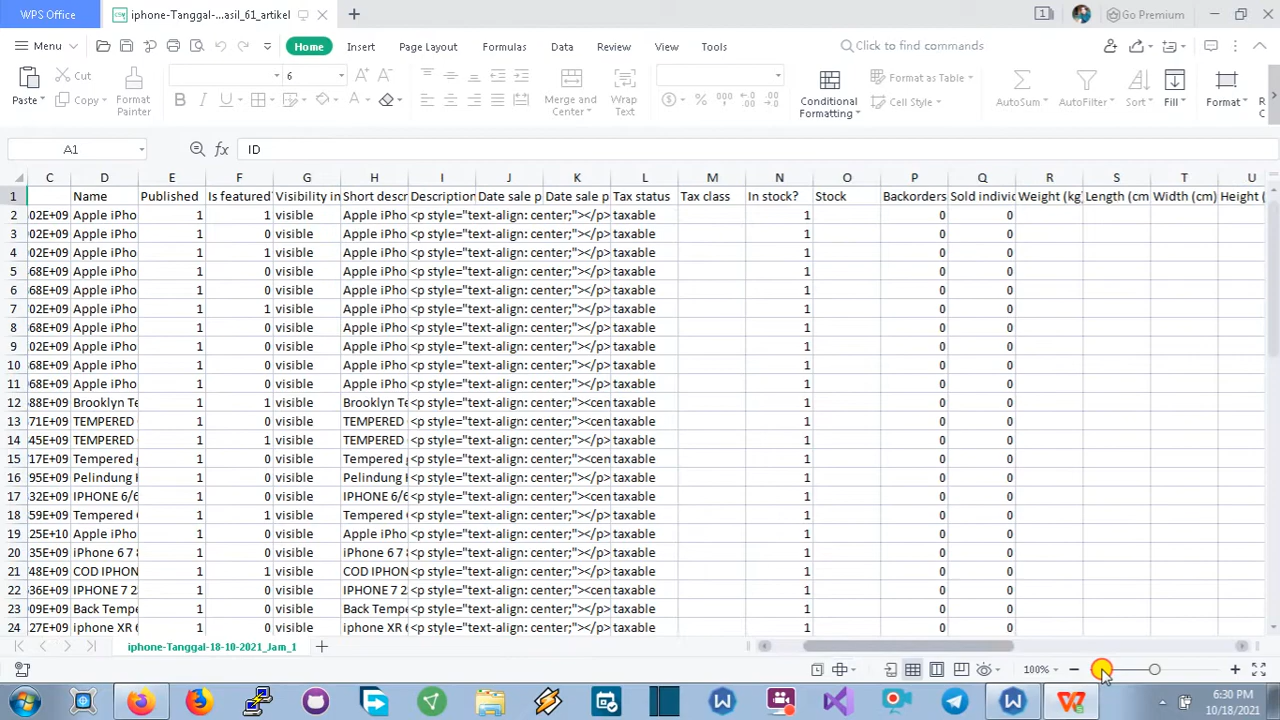 WPS Office iphone-Tanggal-...asil_61_artikel 1 Go Premium
Menu Home Insert Page Layout Formulas Data Review View Tools Click to find commands
Paste Cut Copy Format Painter 6 Merge and Center Wrap Text Conditional Formatting Format as Table Cell Style AutoSum AutoFilter Sort Fill Format
A1 fx ID
C D E F G H I J K L M N O P Q R S T U
1 Name Published Is featured? Visibility in Short descr Description Date sale p Date sale p Tax status Tax class In stock? Stock Backorders Sold indivi Weight (kg Length (cm Width (cm) Height (
2 02E+09 Apple iPho 1 1 visible Apple iPho <p style="text-align: center;"></p> taxable 1 0 0
3 02E+09 Apple iPho 1 0 visible Apple iPho <p style="text-align: center;"></p> taxable 1 0 0
4 02E+09 Apple iPho 1 1 visible Apple iPho <p style="text-align: center;"></p> taxable 1 0 0
5 68E+09 Apple iPho 1 0 visible Apple iPho <p style="text-align: center;"></p> taxable 1 0 0
6 68E+09 Apple iPho 1 0 visible Apple iPho <p style="text-align: center;"></p> taxable 1 0 0
7 02E+09 Apple iPho 1 1 visible Apple iPho <p style="text-align: center;"></p> taxable 1 0 0
8 68E+09 Apple iPho 1 0 visible Apple iPho <p style="text-align: center;"></p> taxable 1 0 0
9 02E+09 Apple iPho 1 0 visible Apple iPho <p style="text-align: center;"></p> taxable 1 0 0
10 68E+09 Apple iPho 1 0 visible Apple iPho <p style="text-align: center;"></p> taxable 1 0 0
11 68E+09 Apple iPho 1 0 visible Apple iPho <p style="text-align: center;"></p> taxable 1 0 0
12 88E+09 Brooklyn Te 1 1 visible Brooklyn Te <p style="text-align: center;"><cen taxable 1 0 0
13 71E+09 TEMPERED 1 0 visible TEMPERED <p style="text-align: center;"></p> taxable 1 0 0
14 45E+09 TEMPERED 1 1 visible TEMPERED <p style="text-align: center;"></p> taxable 1 0 0
15 17E+09 Tempered g 1 0 visible Tempered g <p style="text-align: center;"><cen taxable 1 0 0
16 95E+09 Pelindung H 1 0 visible Pelindung H <p style="text-align: center;"></p> taxable 1 0 0
17 32E+09 IPHONE 6/6 1 0 visible IPHONE 6/6 <p style="text-align: center;"><cen taxable 1 0 0
18 59E+09 Tempered G 1 1 visible Tempered G <p style="text-align: center;"></p> taxable 1 0 0
19 25E+10 Apple iPho 1 0 visible Apple iPho <p style="text-align: center;"></p> taxable 1 0 0
20 35E+09 iPhone 6 7 8 1 0 visible iPhone 6 7 8 <p style="text-align: center;"></p> taxable 1 0 0
21 48E+09 COD IPHON 1 1 visible COD IPHON <p style="text-align: center;"></p> taxable 1 0 0
22 36E+09 IPHONE 7 2 1 0 visible IPHONE 7 2 <p style="text-align: center;"><cen taxable 1 0 0
23 09E+09 Back Tempe 1 0 visible Back Tempe <p style="text-align: center;"></p> taxable 1 0 0
24 27E+09 iphone XR 6 1 0 visible iphone XR 6 <p style="text-align: center;"></p> taxable 1 0 0
iphone-Tanggal-18-10-2021_Jam_1
100%
6:30 PM
10/18/2021